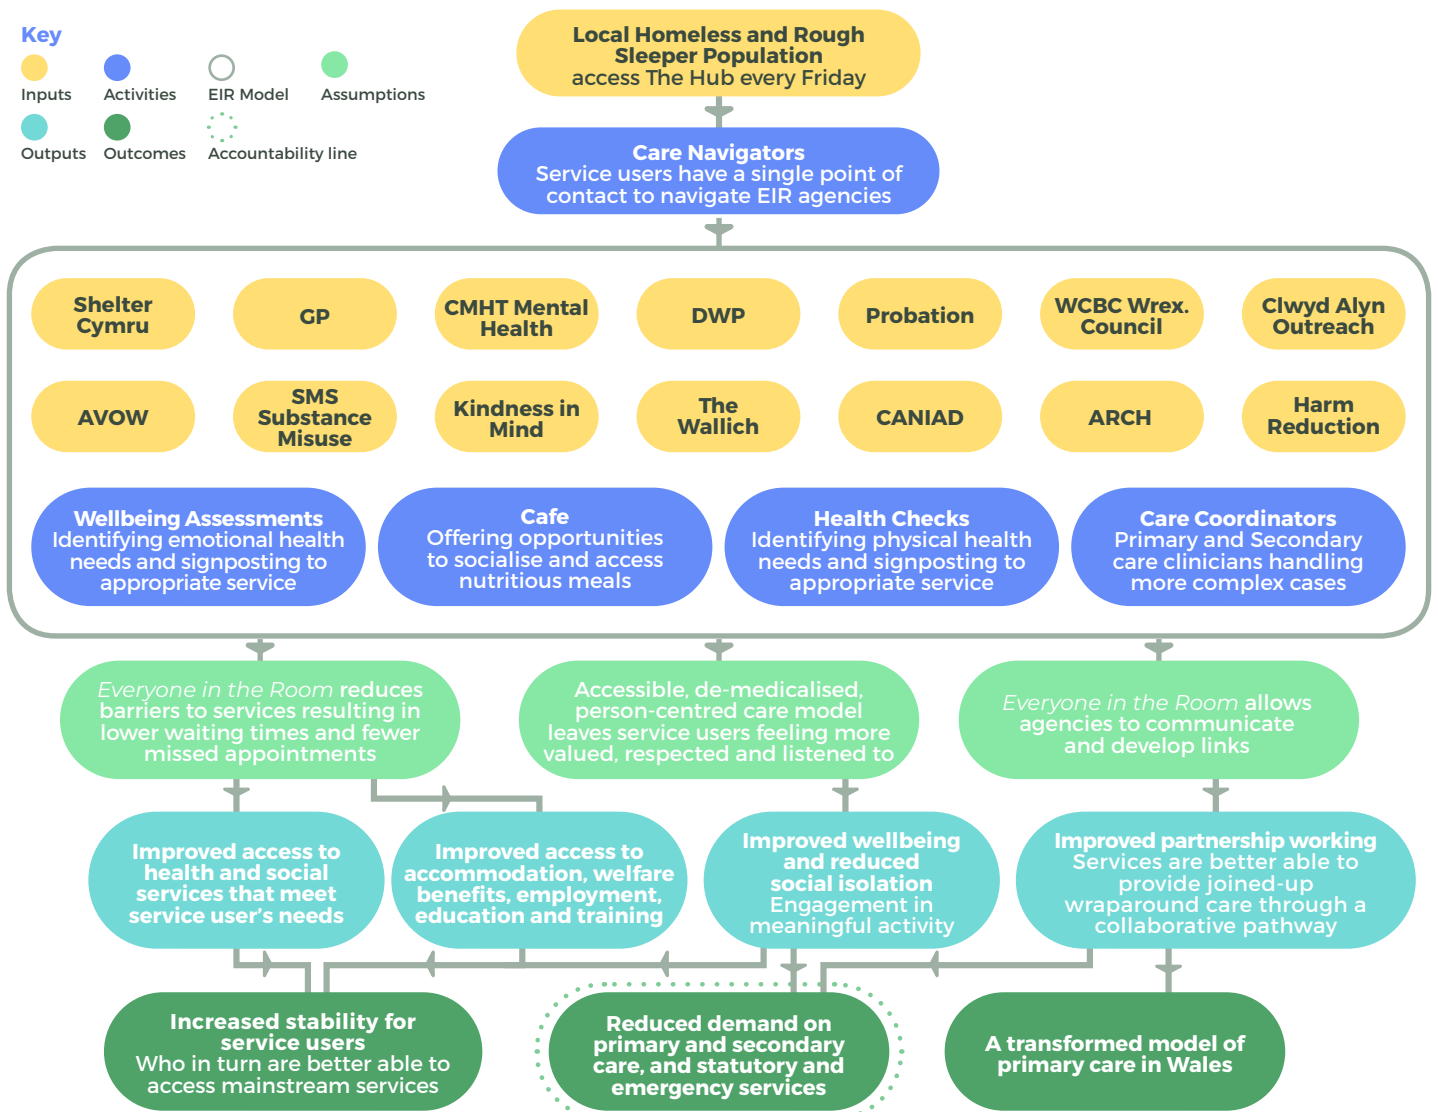 Key
Inputs
Activities
EIR Model
Assumptions
Outputs
Outcomes
Accountability line
Local Homeless and Rough
Sleeper Population
access The Hub every Friday
Care Navigators
Service users have a single point of
contact to navigate EIR agencies
Shelter
Cymru
GP
CMHT Mental
Health
DWP
Probation
WCBC Wrex.
Council
Clwyd Alyn
Outreach
AVOW
SMS
Substance
Misuse
Kindness in
Mind
The
Wallich
CANIAD
ARCH
Harm
Reduction
Wellbeing Assessments
Identifying emotional health
needs and signposting to
appropriate service
Cafe
Offering opportunities
to socialise and access
nutritious meals
Health Checks
Identifying physical health
needs and signposting to
appropriate service
Care Coordinators
Primary and Secondary
care clinicians handling
more complex cases
Everyone in the Room reduces
barriers to services resulting in
lower waiting times and fewer
missed appointments
Accessible, de-medicalised,
person-centred care model
leaves service users feeling more
valued, respected and listened to
Everyone in the Room allows
agencies to communicate
and develop links
Improved access to
health and social
services that meet
service user's needs
Improved access to
accommodation, welfare
benefits, employment,
education and training
Improved wellbeing
and reduced
social isolation
Engagement in
meaningful activity
Improved partnership working
Services are better able to
provide joined-up
wraparound care through a
collaborative pathway
Increased stability for
service users
Who in turn are better able to
access mainstream services
Reduced demand on
primary and secondary
care, and statutory and
emergency services
A transformed model of
primary care in Wales